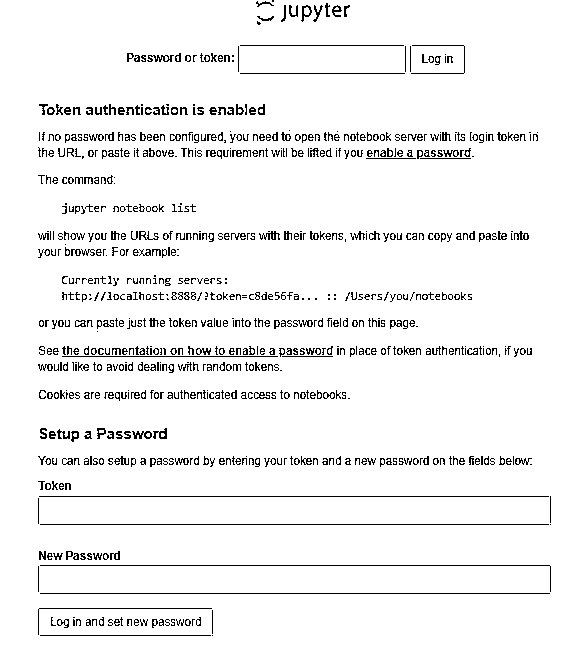 jupyter
Password or token:
Log in
Token authentication is enabled
If no password has been configured, you need to open the notebook server with its login token in
the URL, or paste it above. This requirement will be lifted if you enable a password.
The command:
jupyter notebook list
will show you the URLs of running servers with their tokens, which you can copy and paste into
your browser. For example:
Currently running servers:
http://localhost:8888/?token=c8de56fa... :: /Users/you/notebooks
or you can paste just the token value into the password field on this page.
See the documentation on how to enable a password in place of token authentication, if you
would like to avoid dealing with random tokens.
Cookies are required for authenticated access to notebooks.
Setup a Password
You can also setup a password by entering your token and a new password on the fields below:
Token
New Password
Log in and set new password